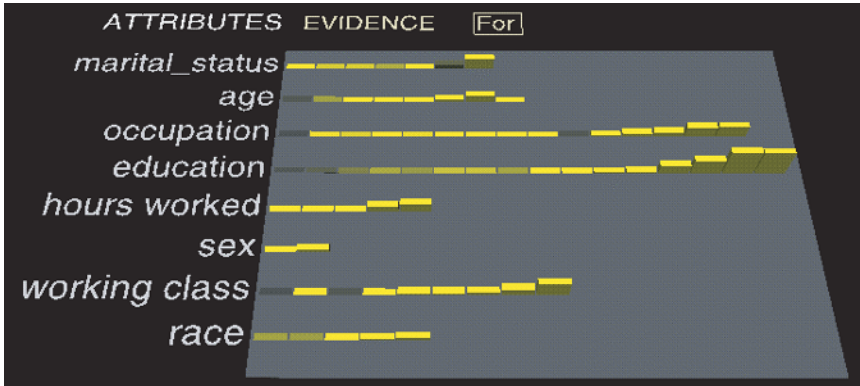 ATTRIBUTES EVIDENCE For
marital_status
age
occupation
education
hours worked
sex
working class
race